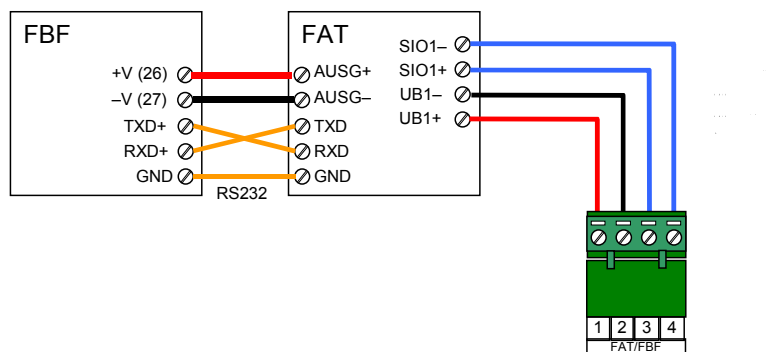 FBF
+V (26)
–V (27)
TXD+
RXD+
GND
RS232
FAT
AUSG+
AUSG–
TXD
RXD
GND
SIO1–
SIO1+
UB1–
UB1+
1 2 3 4
FAT/FBF